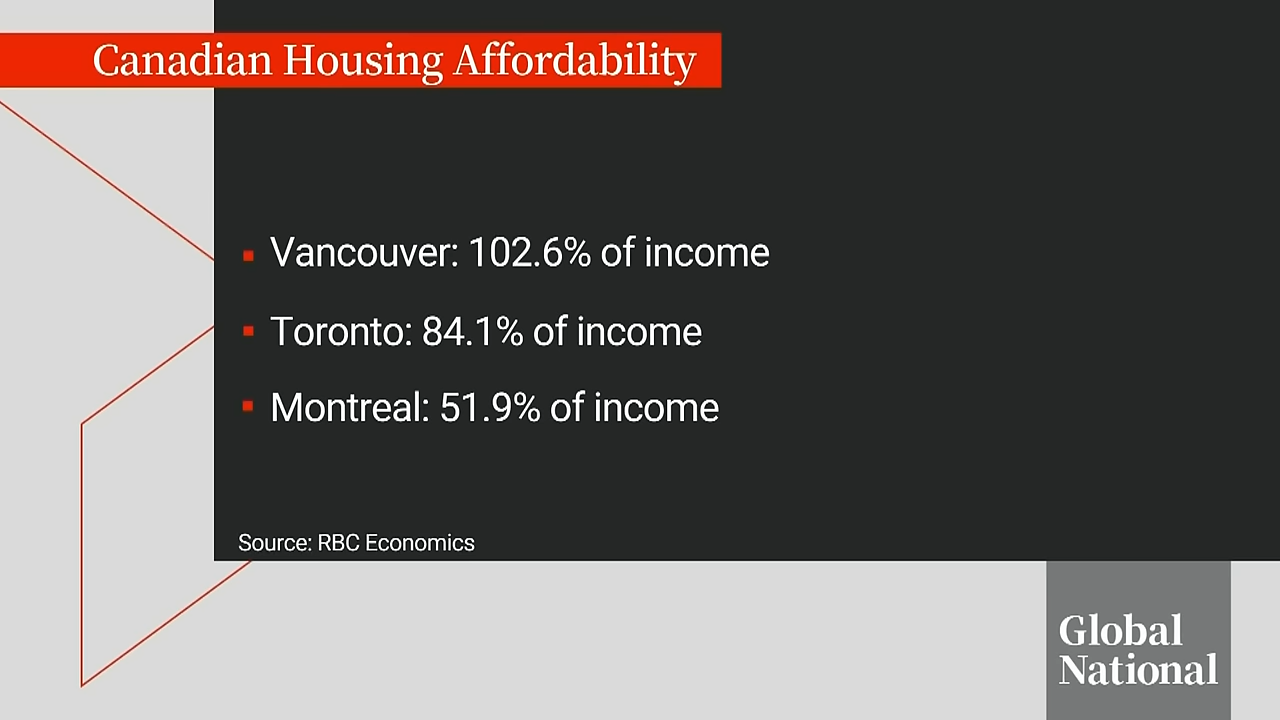 Canadian Housing Affordability
Vancouver: 102.6% of income
Toronto: 84.1% of income
Montreal: 51.9% of income
Source: RBC Economics
Global
National